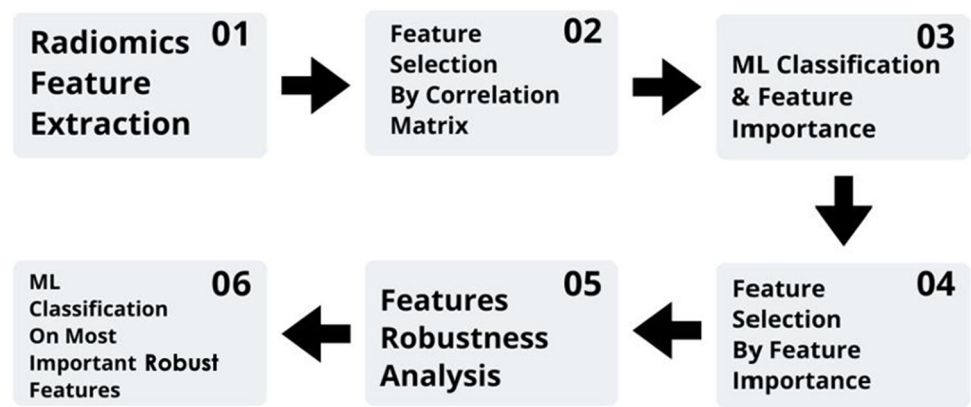 01
Radiomics
Feature
Extraction
02
Feature
Selection
By Correlation
Matrix
03
ML Classification
& Feature
Importance
04
Feature
Selection
By Feature
Importance
05
Features
Robustness
Analysis
06
ML
Classification
On Most
Important Robust
Features